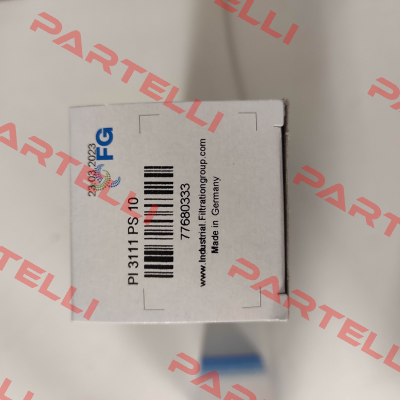 23.03.2023
FG
PI 3111 PS 10
77680333
www.Industrial.Filtrationgroup.com
Made in Germany
PARTELLI
PARTELLI
PARTELLI
PARTELLI
PARTELLI
PARTELLI